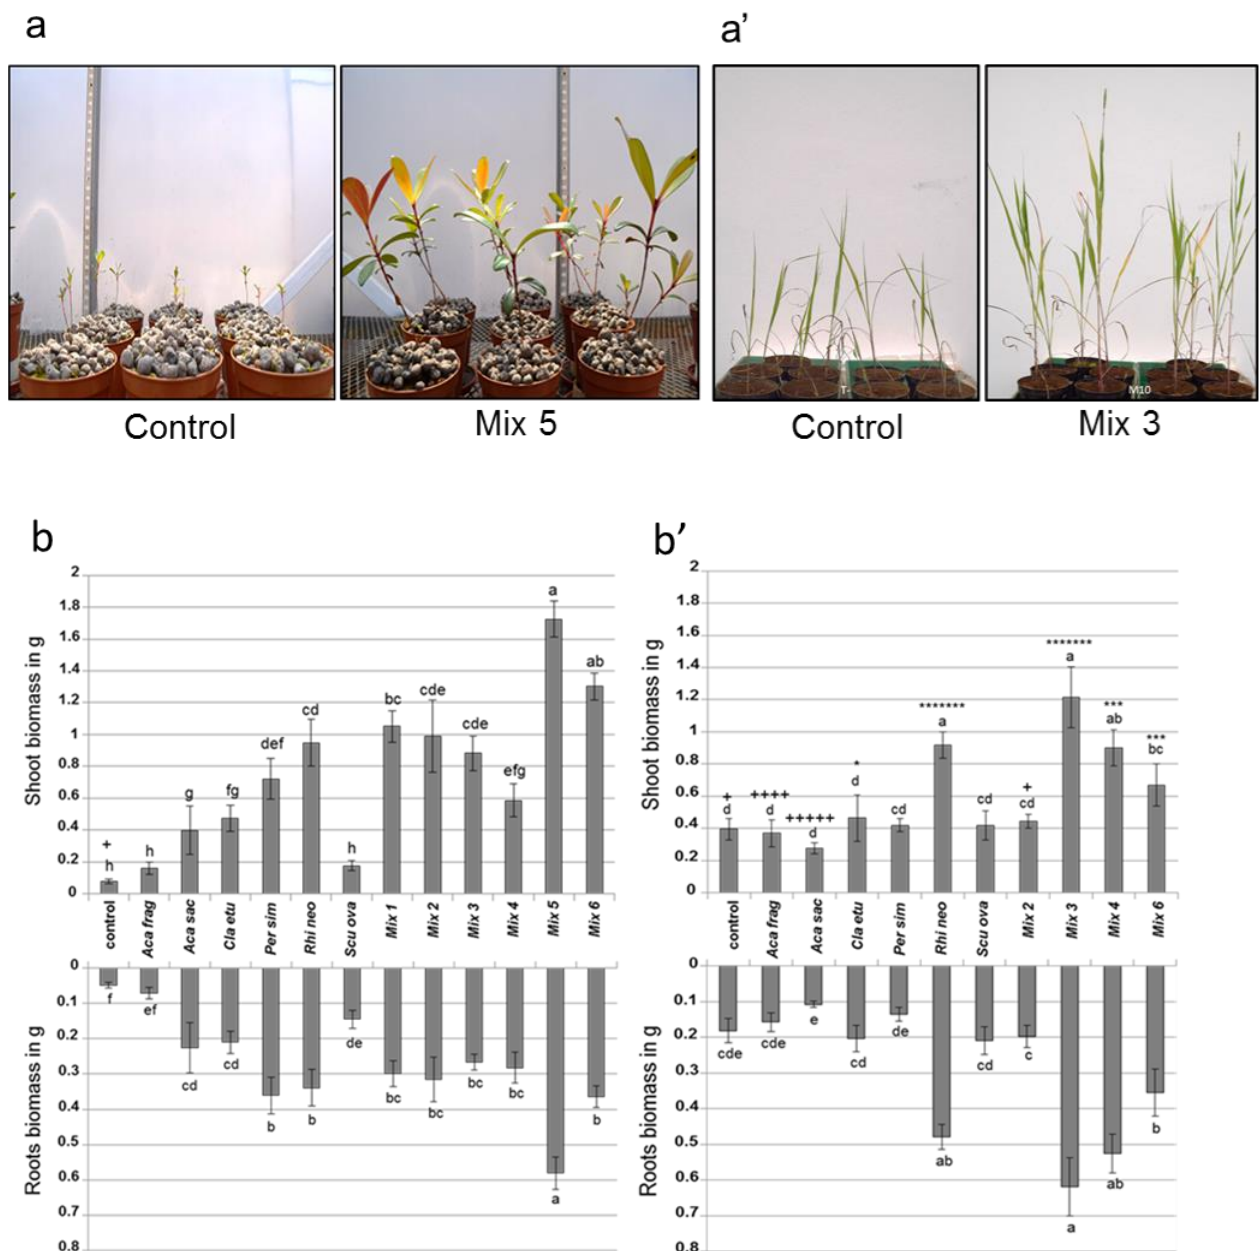 a
a’
T-
M10
Control
Mix 5
Control
Mix 3
b
Shoot biomass in g
2
1.8
1.6
1.4
1.2
1
0.8
0.6
0.4
0.2
0
+
h
h
g
fg
def
cd
h
bc
cde
cde
efg
a
ab
control
Aca frag
Aca sac
Cla etu
Per sim
Rhi neo
Scu ova
Mix 1
Mix 2
Mix 3
Mix 4
Mix 5
Mix 6
Roots biomass in g
0
0.1
0.2
0.3
0.4
0.5
0.6
0.7
0.8
f
ef
cd
cd
b
b
de
bc
bc
bc
bc
a
b
b’
Shoot biomass in g
2
1.8
1.6
1.4
1.2
1
0.8
0.6
0.4
0.2
0
+
d
++++
d
+++++
d
*
d
cd
*******
a
cd
+
cd
*******
a
***
ab
***
bc
control
Aca frag
Aca sac
Cla etu
Per sim
Rhi neo
Scu ova
Mix 2
Mix 3
Mix 4
Mix 6
Roots biomass in g
0
0.1
0.2
0.3
0.4
0.5
0.6
0.7
0.8
cde
cde
e
cd
de
ab
cd
c
a
ab
b